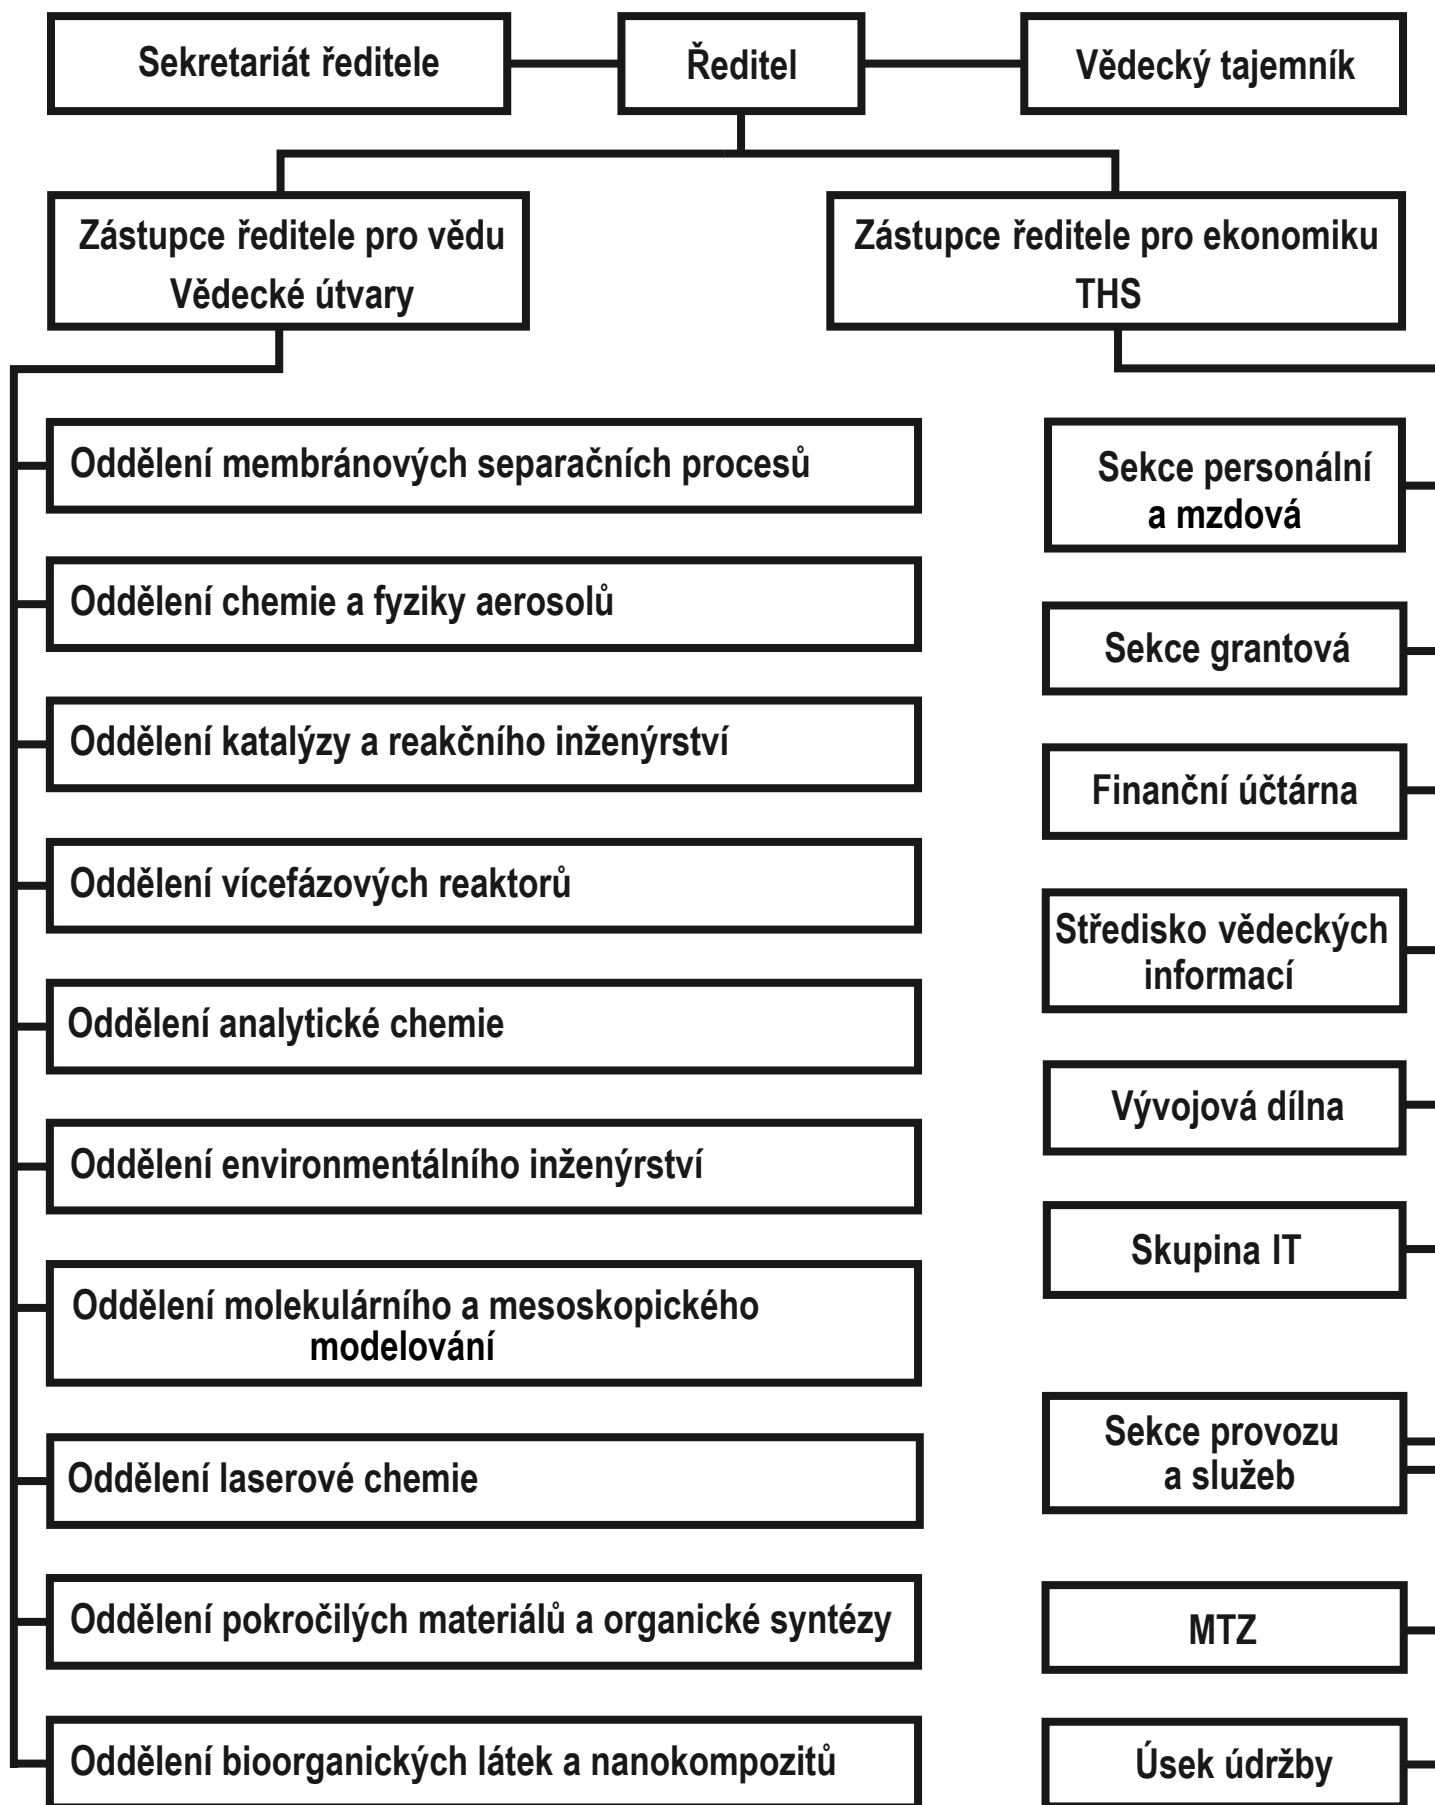 Sekretariát ředitele
Ředitel
Vědecký tajemník
Zástupce ředitele pro vědu
Vědecké útvary
Zástupce ředitele pro ekonomiku
THS
Oddělení membránových separačních procesů
Oddělení chemie a fyziky aerosolů
Oddělení katalýzy a reakčního inženýrství
Oddělení vícefázových reaktorů
Oddělení analytické chemie
Oddělení environmentálního inženýrství
Oddělení molekulárního a mesoskopického
modelování
Oddělení laserové chemie
Oddělení pokročilých materiálů a organické syntézy
Oddělení bioorganických látek a nanokompozitů
Sekce personální
a mzdová
Sekce grantová
Finanční účtárna
Středisko vědeckých
informací
Vývojová dílna
Skupina IT
Sekce provozu
a služeb
MTZ
Úsek údržby